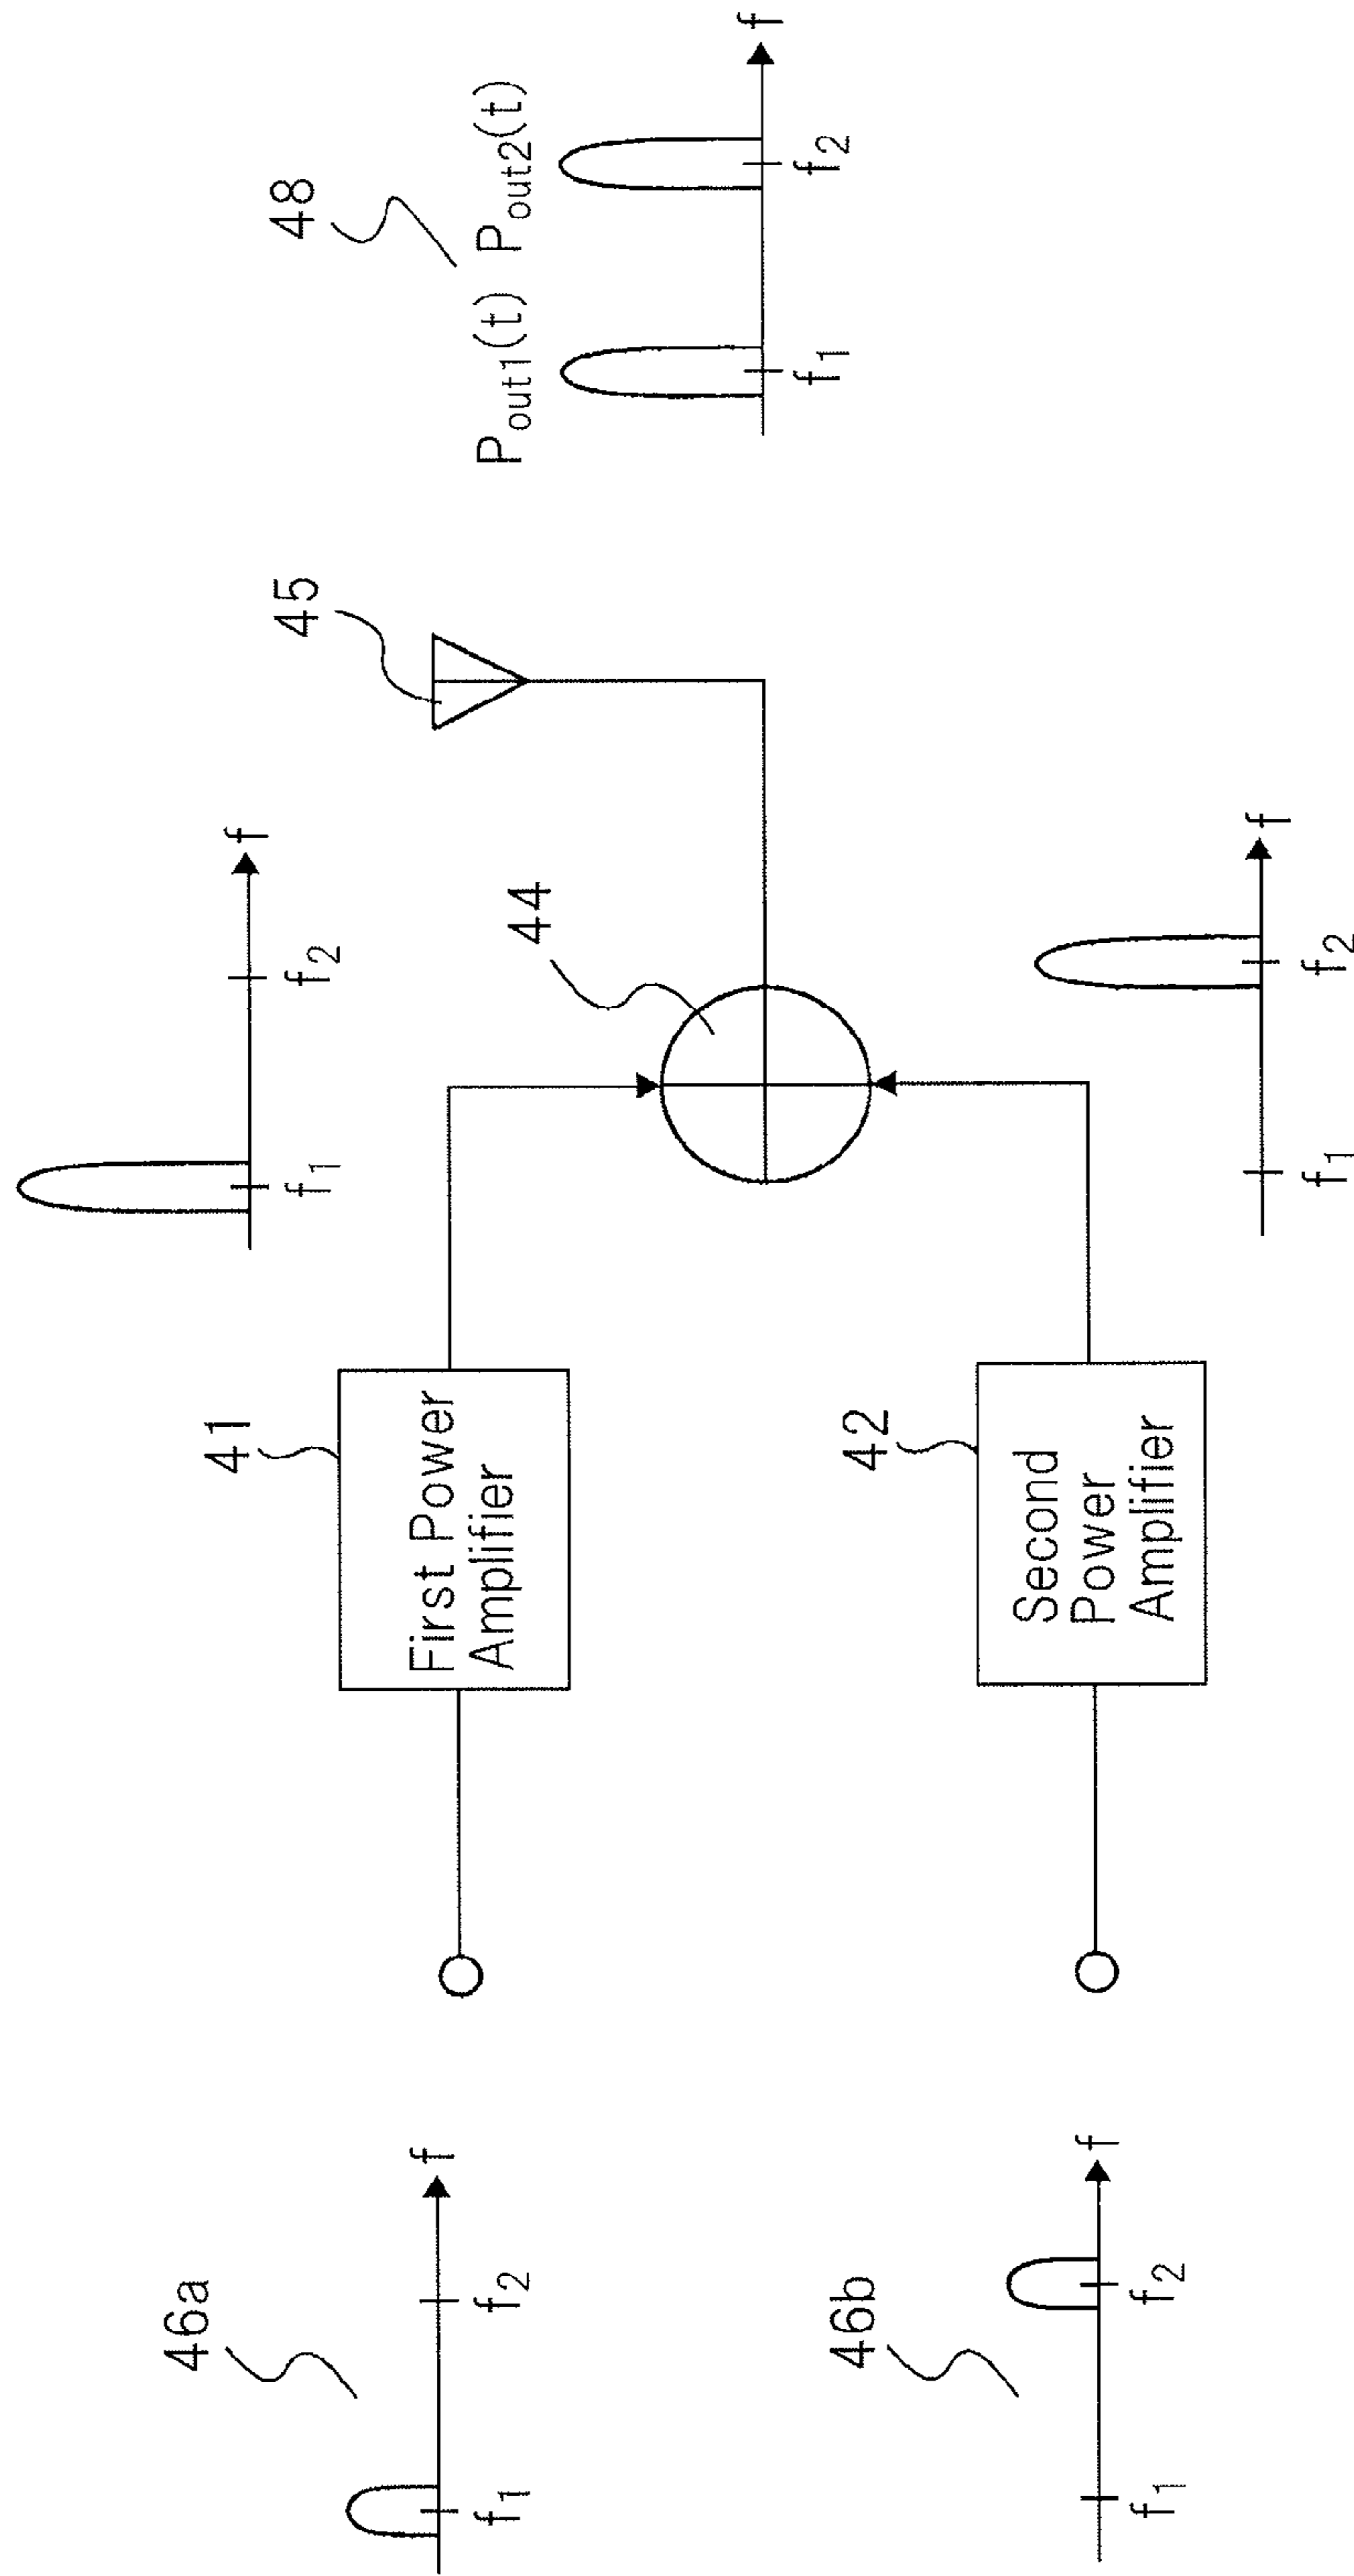 46a
f
f₁
f₂
46b
f
f₁
f₂
41
First Power
Amplifier
42
Second
Power
Amplifier
f
f₁
f₂
44
f
f₁
f₂
45
48
Pout1(t) Pout2(t)
f
f₁
f₂